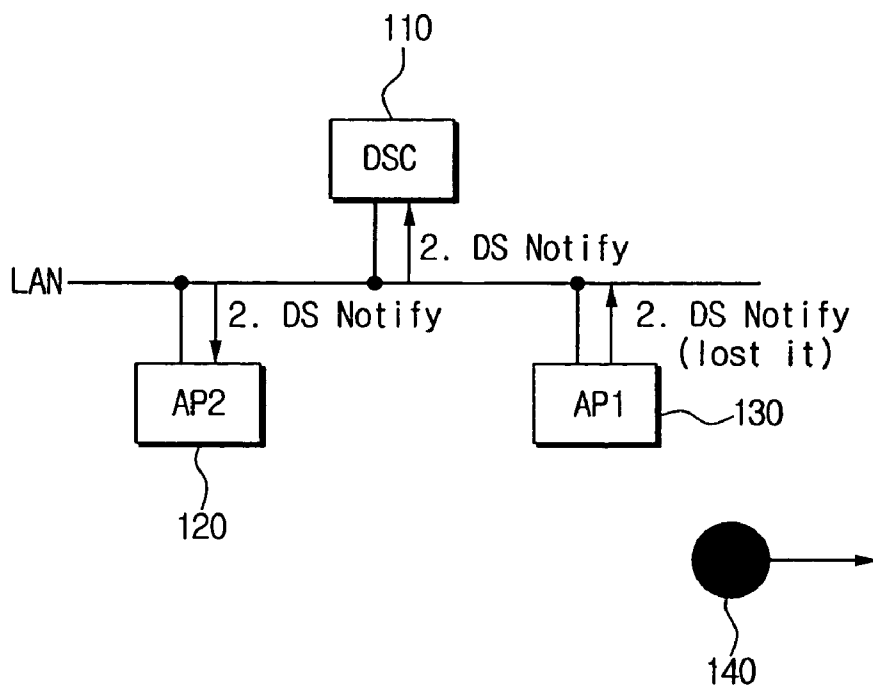 110
DSC
2. DS Notify
LAN
2. DS Notify
2. DS Notify
(lost it)
AP2
AP1
130
120
140